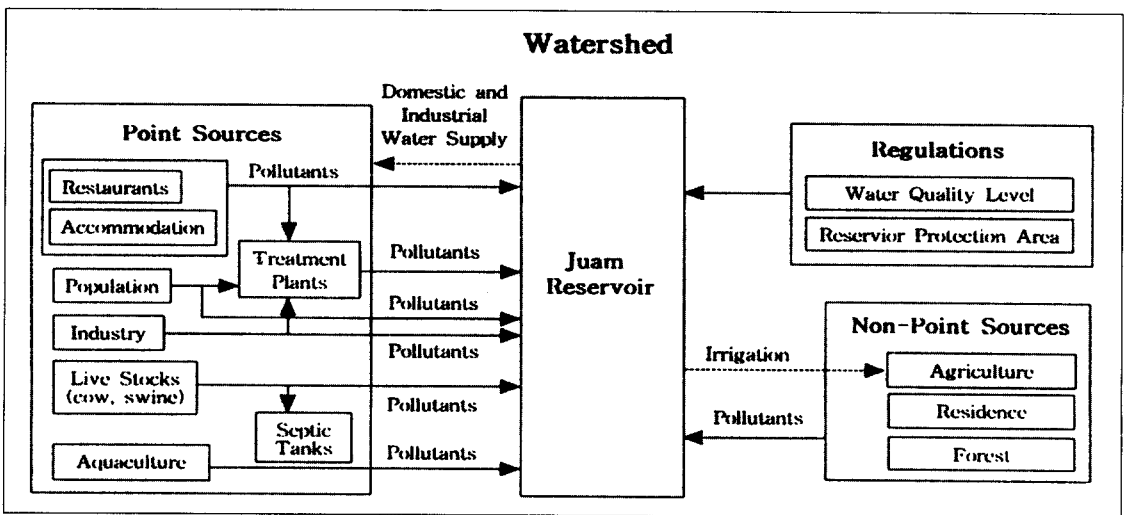 Watershed
Domestic and
Industrial
Water Supply
Point Sources
Restaurants
Accommodation
Pollutants
Treatment
Plants
Pollutants
Population
Pollutants
Industry
Pollutants
Live Stocks
(cow, swine)
Pollutants
Septic
Tanks
Aquaculture
Pollutants
Juam
Reservoir
Regulations
Water Quality Level
Reservior Protection Area
Non-Point Sources
Irrigation
Agriculture
Residence
Pollutants
Forest